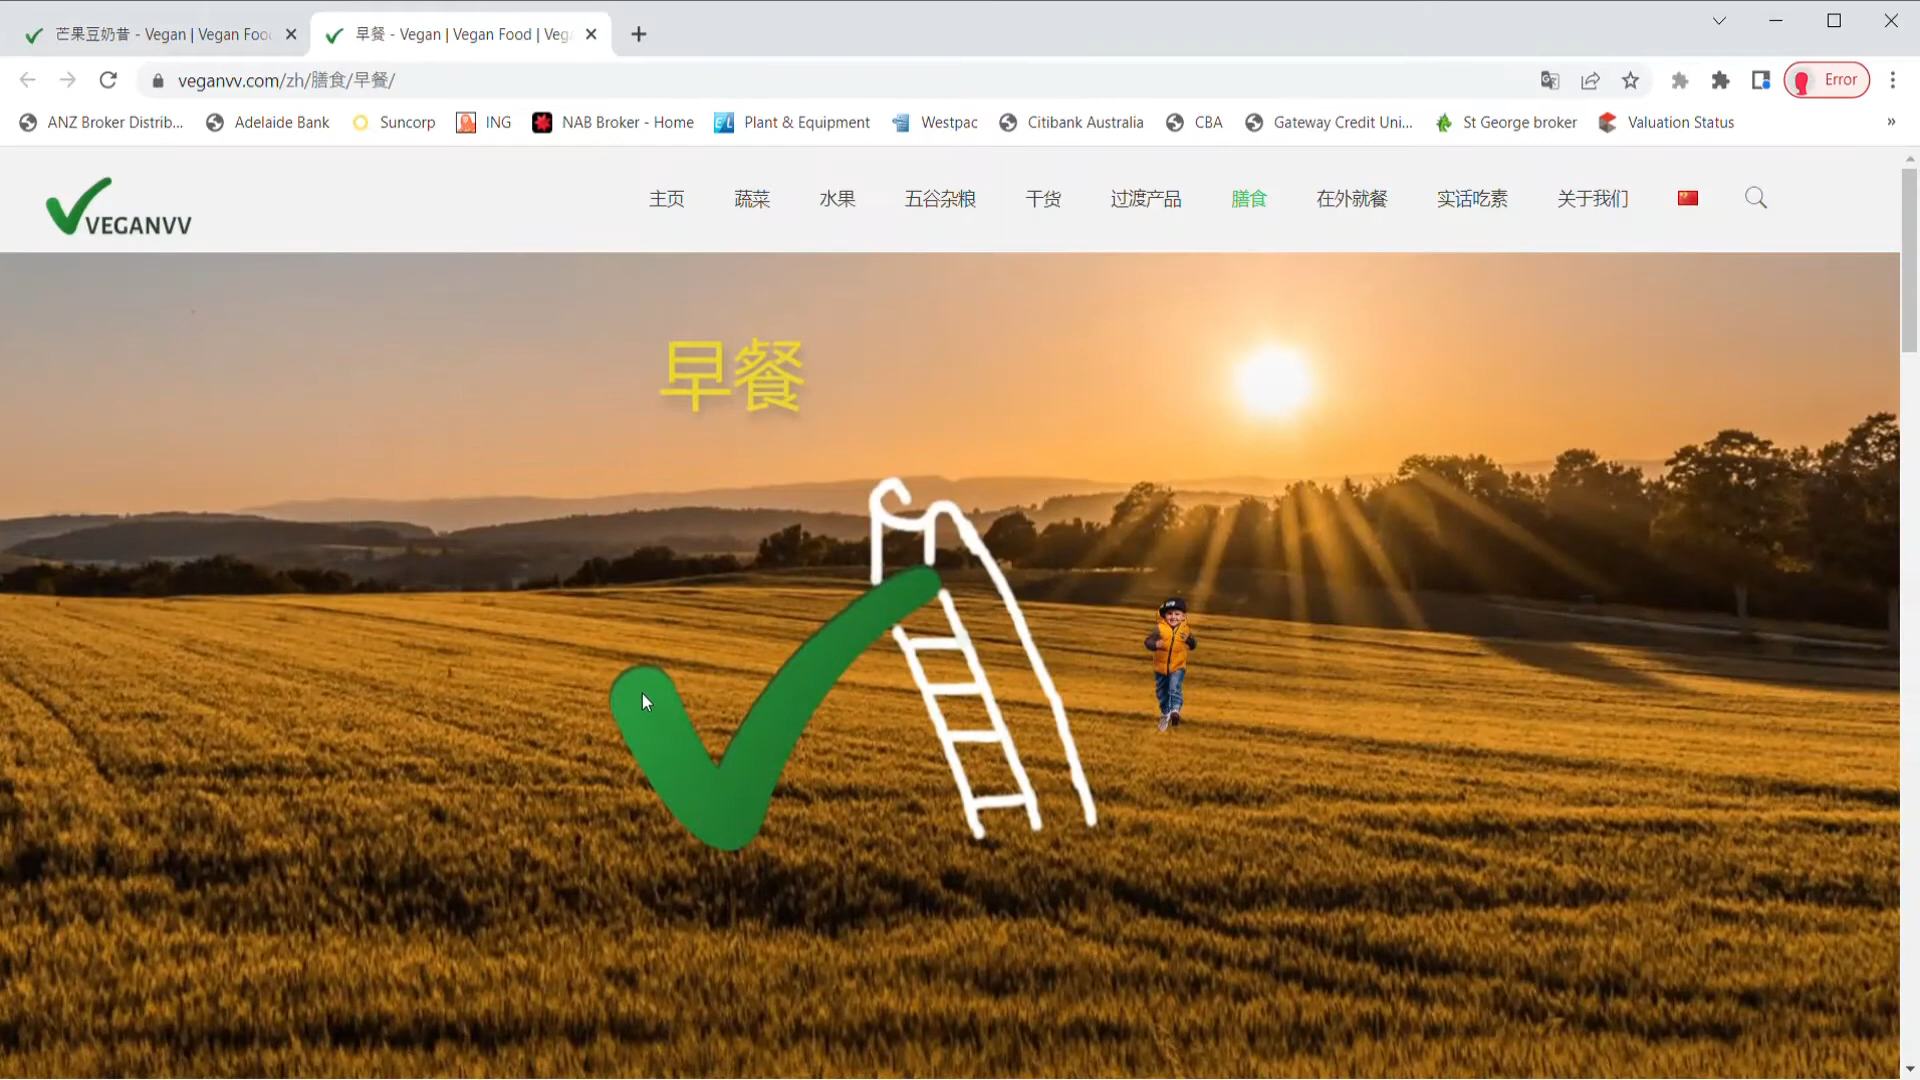 芒果豆奶昔 - Vegan | Vegan Foo
早餐 - Vegan | Vegan Food | Veg
veganvv.com/zh/膳食/早餐/
Error
ANZ Broker Distrib...
Adelaide Bank
Suncorp
ING
NAB Broker - Home
Plant & Equipment
Westpac
Citibank Australia
CBA
Gateway Credit Uni...
St George broker
Valuation Status
»
VEGANVV
主页
蔬菜
水果
五谷杂粮
干货
过渡产品
膳食
在外就餐
实话吃素
关于我们
早餐